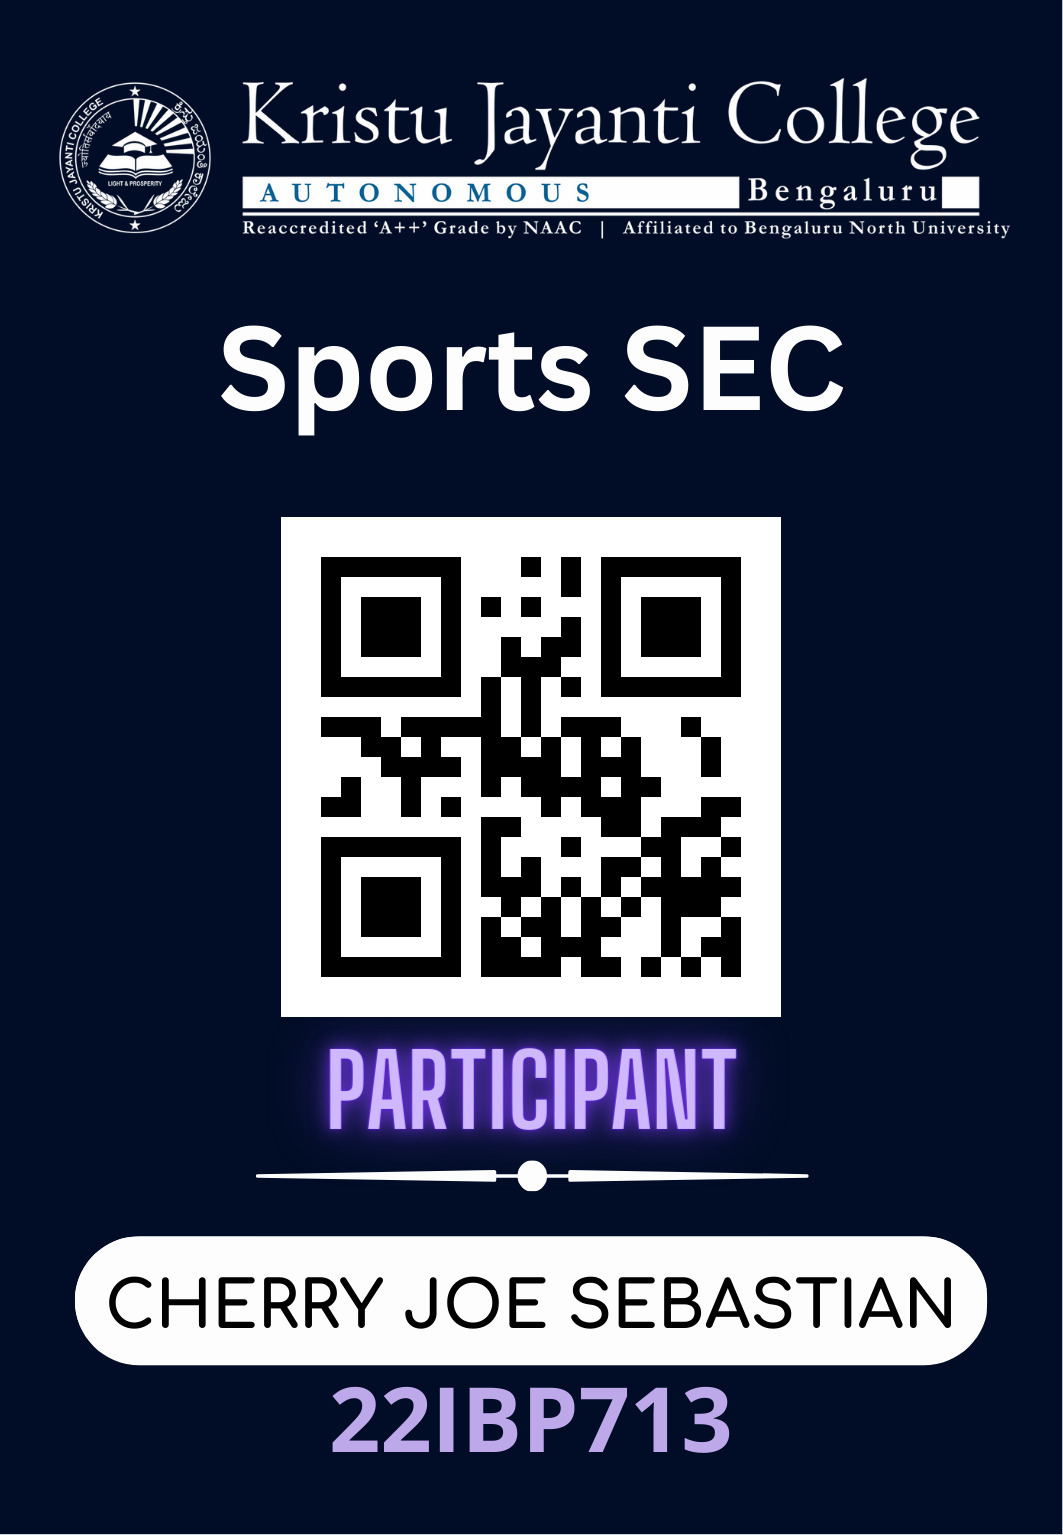 Kristu Jayanti College
AUTONOMOUS Bengaluru
Reaccredited ‘A++’ Grade by NAAC | Affiliated to Bengaluru North University
KRISTU JAYANTI COLLEGE
LIGHT & PROSPERITY
Sports SEC
PARTICIPANT
CHERRY JOE SEBASTIAN
22IBP713